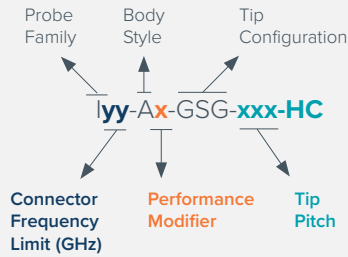 Probe
Family
Body
Style
Tip
Configuration
Iyy-Ax-GSG-xxx-HC
Connector
Frequency
Limit (GHz)
Performance
Modifier
Tip
Pitch